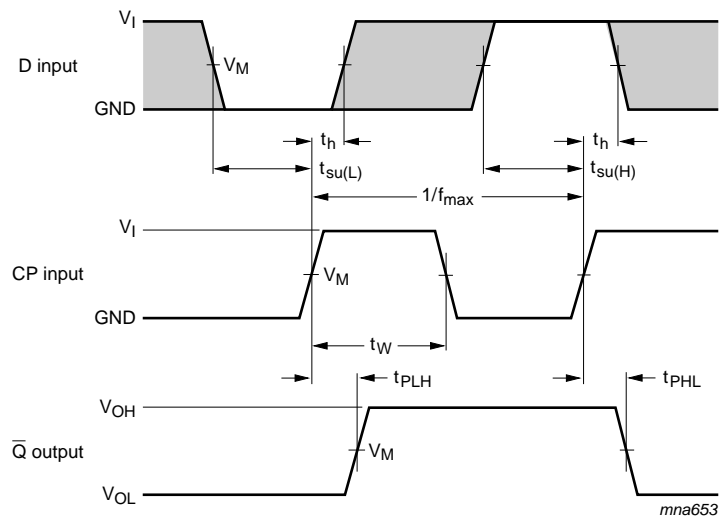 V_I
D input
V_M
GND
t_h
t_h
t_su(L)
t_su(H)
1/f_max
V_I
CP input
V_M
GND
t_W
t_PLH
t_PHL
V_OH
Q̅ output
V_M
V_OL
mna653